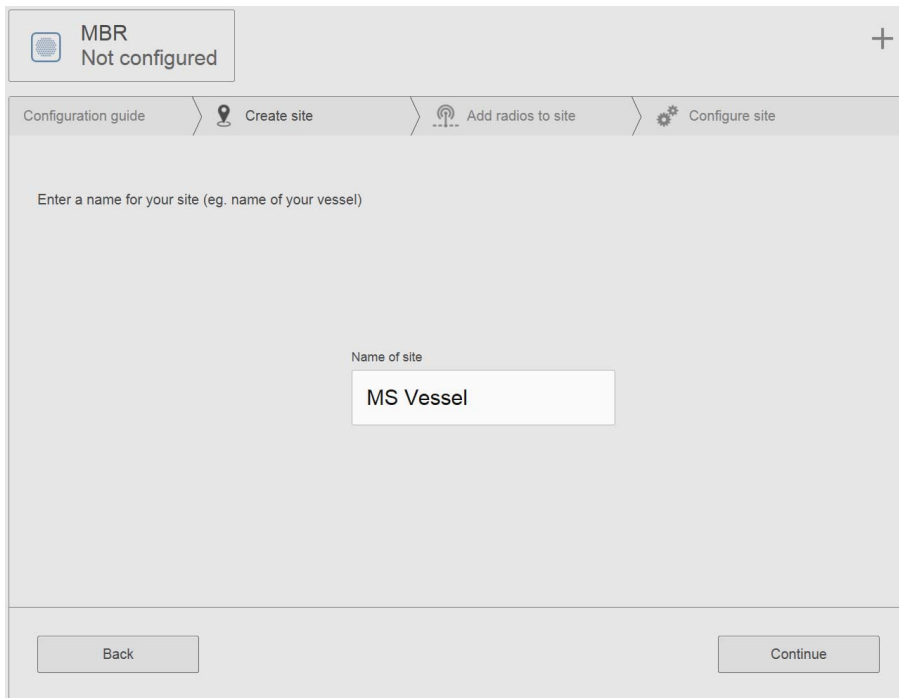 MBR
Not configured
Configuration guide
Create site
Add radios to site
Configure site
Enter a name for your site (eg. name of your vessel)
Name of site
MS Vessel
Back
Continue